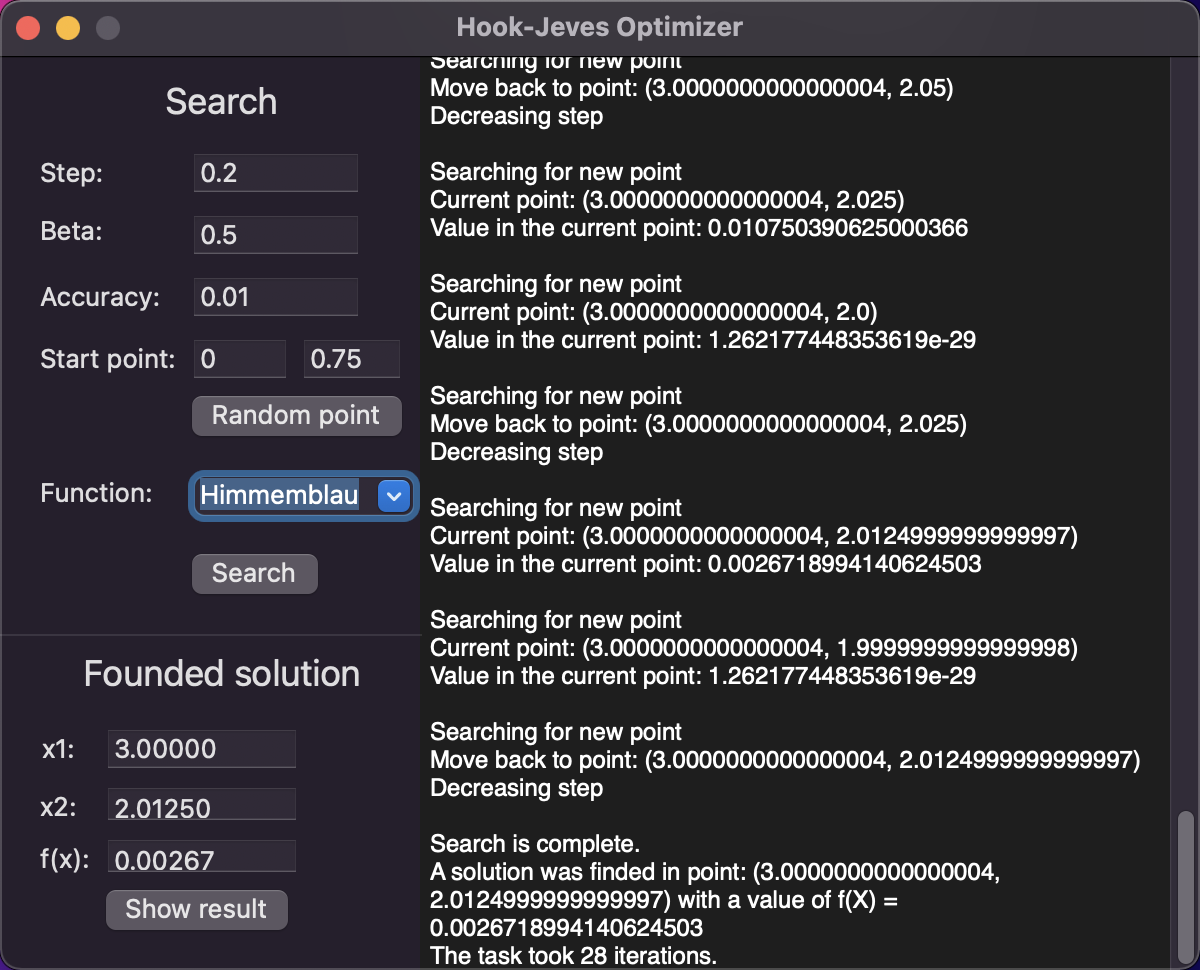 Hook-Jeves Optimizer
Search
Step:
0.2
Beta:
0.5
Accuracy:
0.01
Start point:
0
0.75
Random point
Function:
Himmemblau
Search
Founded solution
x1:
3.00000
x2:
2.01250
f(x):
0.00267
Show result
Searching for new point
Move back to point: (3.0000000000000004, 2.05)
Decreasing step
Searching for new point
Current point: (3.0000000000000004, 2.025)
Value in the current point: 0.010750390625000366
Searching for new point
Current point: (3.0000000000000004, 2.0)
Value in the current point: 1.262177448353619e-29
Searching for new point
Move back to point: (3.0000000000000004, 2.025)
Decreasing step
Searching for new point
Current point: (3.0000000000000004, 2.0124999999999997)
Value in the current point: 0.0026718994140624503
Searching for new point
Current point: (3.0000000000000004, 1.9999999999999998)
Value in the current point: 1.262177448353619e-29
Searching for new point
Move back to point: (3.0000000000000004, 2.0124999999999997)
Decreasing step
Search is complete.
A solution was finded in point: (3.0000000000000004,
2.0124999999999997) with a value of f(X) =
0.0026718994140624503
The task took 28 iterations.